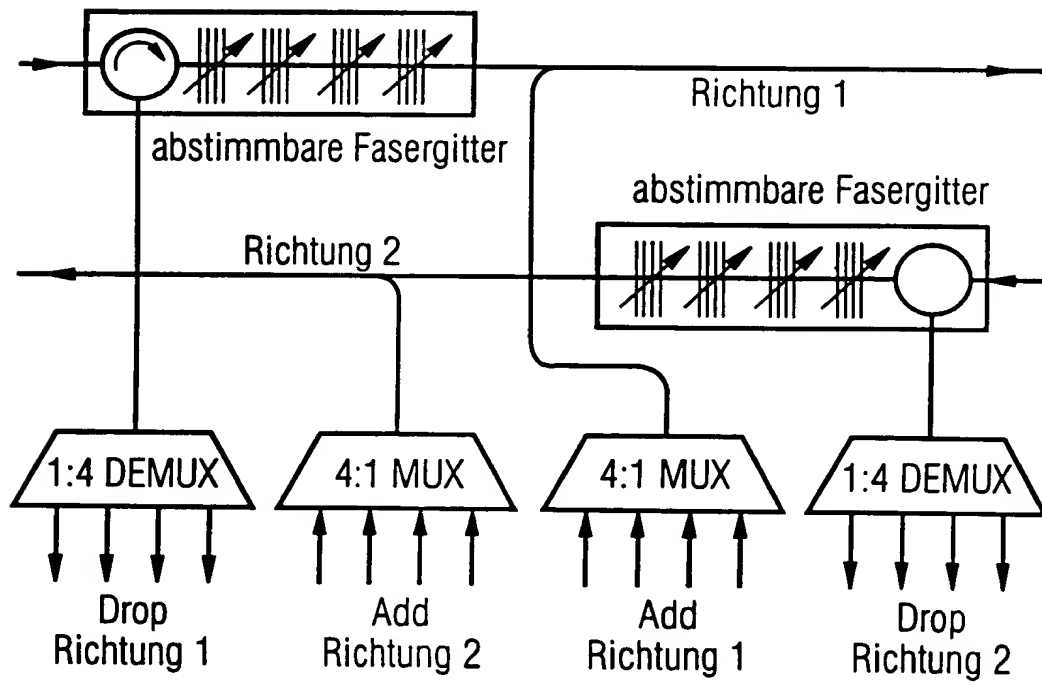 Richtung 1
abstimmbare Fasergitter
abstimmbare Fasergitter
Richtung 2
1:4 DEMUX
4:1 MUX
4:1 MUX
1:4 DEMUX
Drop
Richtung 1
Add
Richtung 2
Add
Richtung 1
Drop
Richtung 2